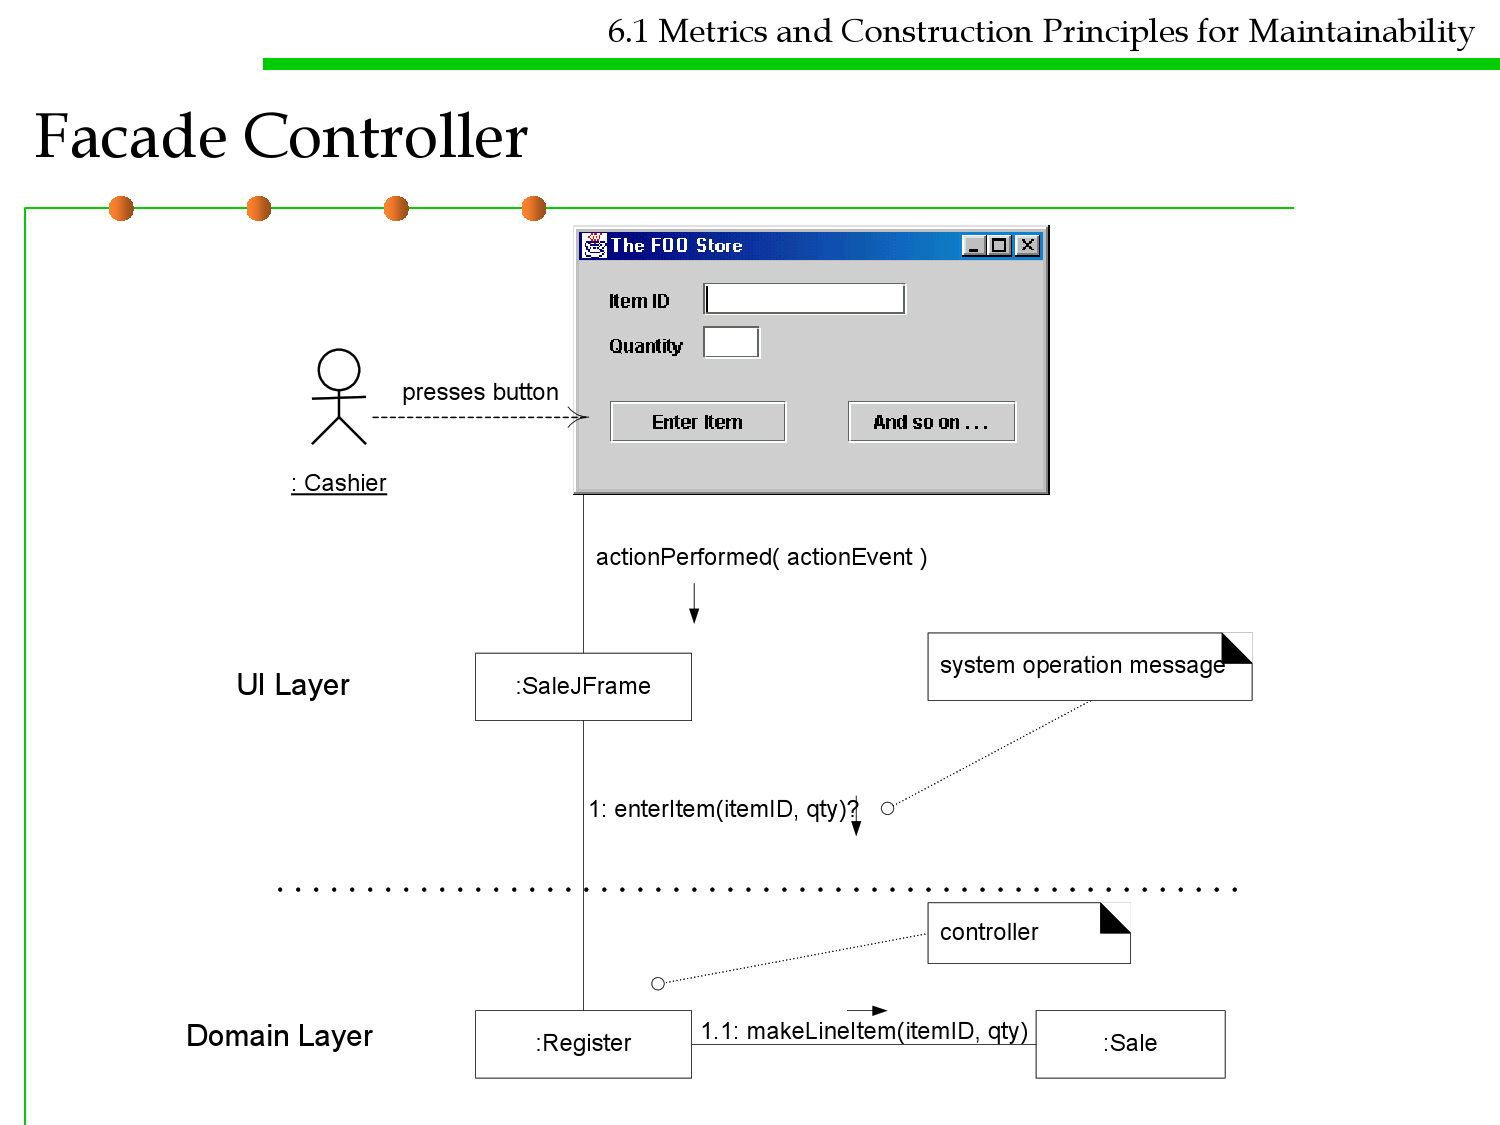 6.1 Metrics and Construction Principles for Maintainability
Facade Controller
The FOO Store
Item ID
Quantity
presses button
Enter Item
And so on . . .
: Cashier
actionPerformed( actionEvent )
system operation message
UI Layer
:SaleJFrame
1: enterItem(itemID, qty)?
controller
Domain Layer
:Register
1.1: makeLineItem(itemID, qty)
:Sale